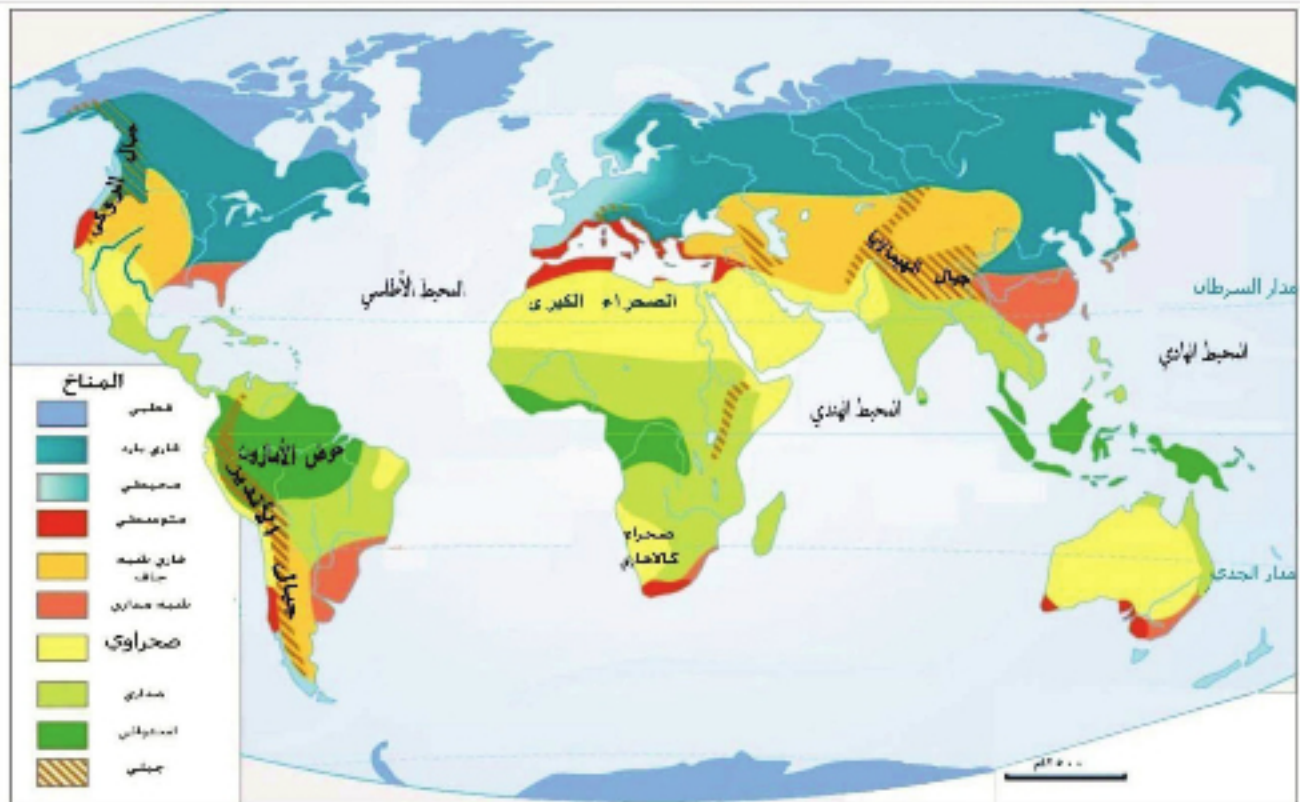 جبال الروكي
المحيط الأطلسي
الصحراء الكبرى
جبال الهيمالايا
مدار السرطان
المحيط الهادي
المحيط الهندي
حوض الأمازون
جبال الأنديز
صحراء
كالاهاري
مدار الجدي
المناخ
قطبي
قاري بارد
محيطي
متوسطي
قاري شبه
جاف
شبه مداري
صحراوي
مداري
استوائي
جبلي